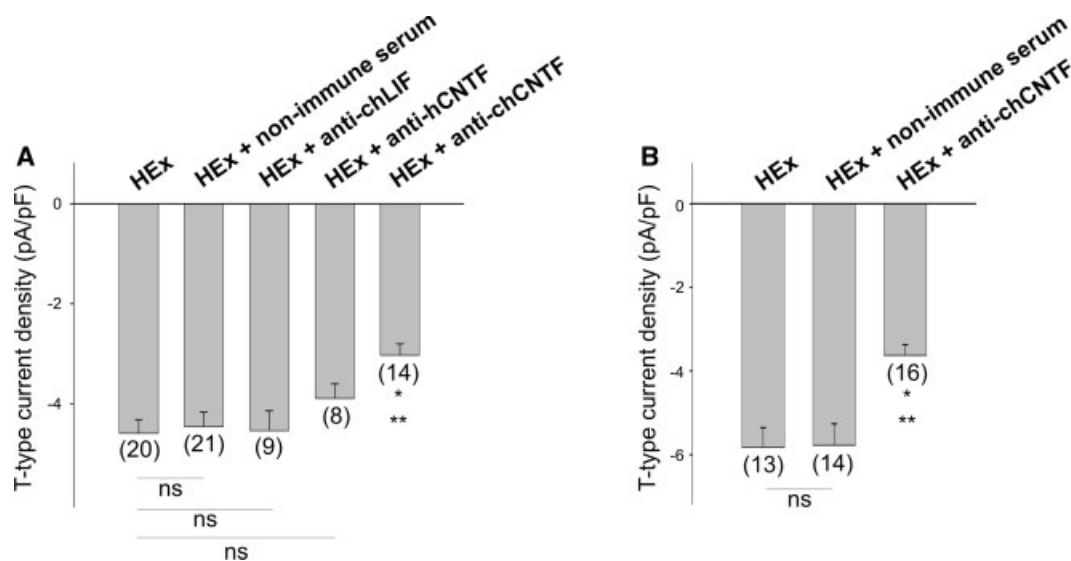 A
HEx
HEx + non-immune serum
HEx + anti-chLIF
HEx + anti-hCNTF
HEx + anti-chCNTF
T-type current density (pA/pF)
0
-2
-4
(20)
(21)
(9)
(8)
(14)
*
**
ns
ns
ns
B
HEx
HEx + non-immune serum
HEx + anti-chCNTF
T-type current density (pA/pF)
0
-2
-4
-6
(13)
(14)
(16)
*
**
ns